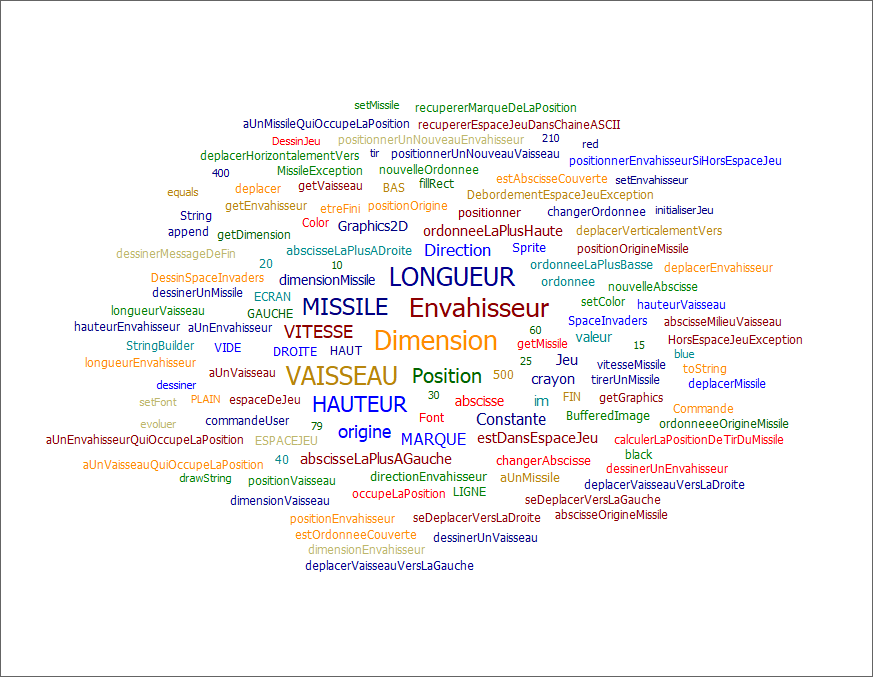 setMissile recupererMarqueDeLaPosition
aUnMissileQuiOccupeLaPosition recupererEspaceJeuDansChaineASCII
DessinJeu positionnerUnNouveauEnvahisseur 210 red
deplacerHorizontalementVers tir positionnerUnNouveauVaisseau positionnerEnvahisseurSiHorsEspaceJeu
400 MissileException nouvelleOrdonnee
equals deplacer getVaisseau BAS fillRect estAbscisseCouverte setEnvahisseur
getEnvahisseur etreFini positionOrigine DebordementEspaceJeuException
String Color Graphics2D positionner changerOrdonnee initialiserJeu
append getDimension ordonneeLaPlusHaute deplacerVerticalementVers
dessinerMessageDeFin abscisseLaPlusADroite Direction Sprite positionOrigineMissile
20 10 ordonneeLaPlusBasse deplacerEnvahisseur
DessinSpaceInvaders dimensionMissile LONGUEUR ordonnee nouvelleAbscisse
dessinerUnMissile ECRAN setColor hauteurVaisseau
longueurVaisseau GAUCHE MISSILE Envahisseur SpaceInvaders abscisseMilieuVaisseau
hauteurEnvahisseur aUnEnvahisseur VITESSE 60 valeur HorsEspaceJeuException
StringBuilder VIDE DROITE HAUT Dimension getMissile 15 blue
longueurEnvahisseur aUnVaisseau 25 Jeu vitesseMissile toString
dessiner VAISSEAU Position 500 crayon tirerUnMissile deplacerMissile
setFont PLAIN espaceDeJeu HAUTEUR 30 abscisse im FIN getGraphics
evoluer commandeUser 79 Font Constante BufferedImage Commande
ordonneeeOrigineMissile
aUnEnvahisseurQuiOccupeLaPosition ESPACEJEU origine MARQUE estDansEspaceJeu calculerLaPositionDeTirDuMissile
aUnVaisseauQuiOccupeLaPosition 40 abscisseLaPlusAGauche changerAbscisse black
drawString positionVaisseau directionEnvahisseur aUnMissile dessinerUnEnvahisseur
dimensionVaisseau occupeLaPosition LIGNE deplacerVaisseauVersLaDroite
seDeplacerVersLaGauche
positionEnvahisseur seDeplacerVersLaDroite abscisseOrigineMissile
estOrdonneeCouverte dessinerUnVaisseau
dimensionEnvahisseur
deplacerVaisseauVersLaGauche